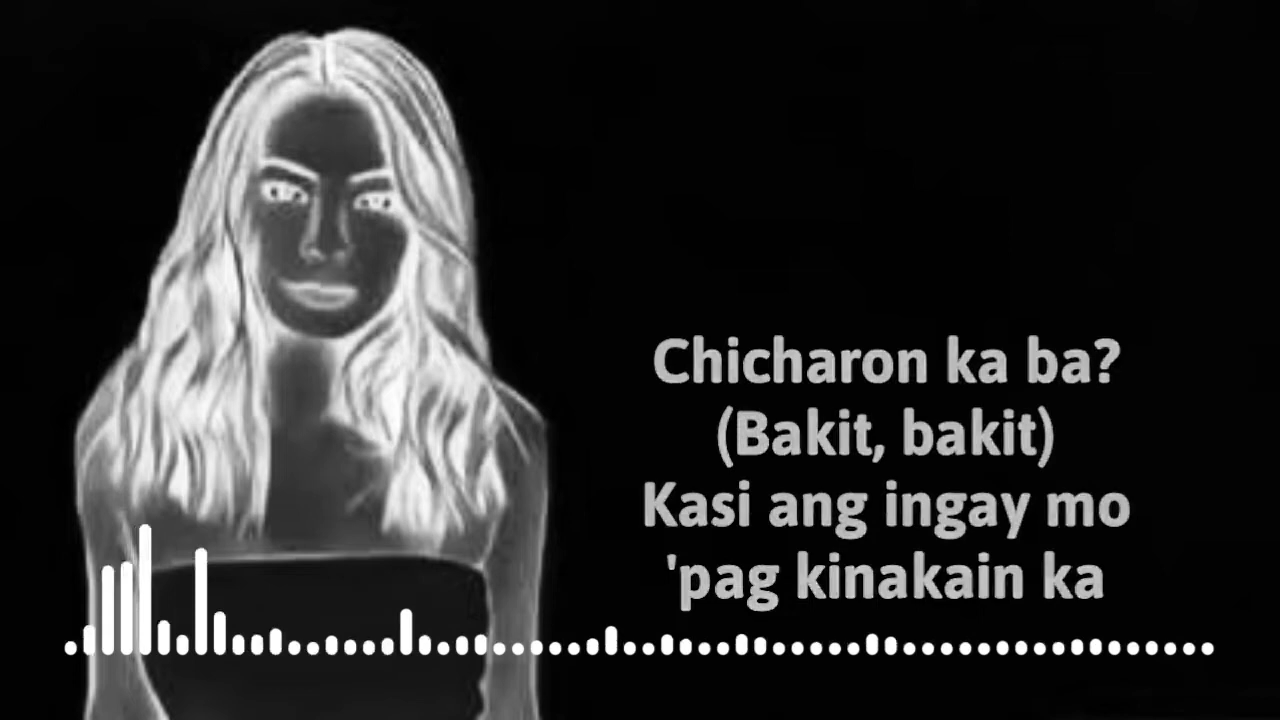 Chicharon ka ba?
(Bakit, bakit)
Kasi ang ingay mo
'pag kinakain ka